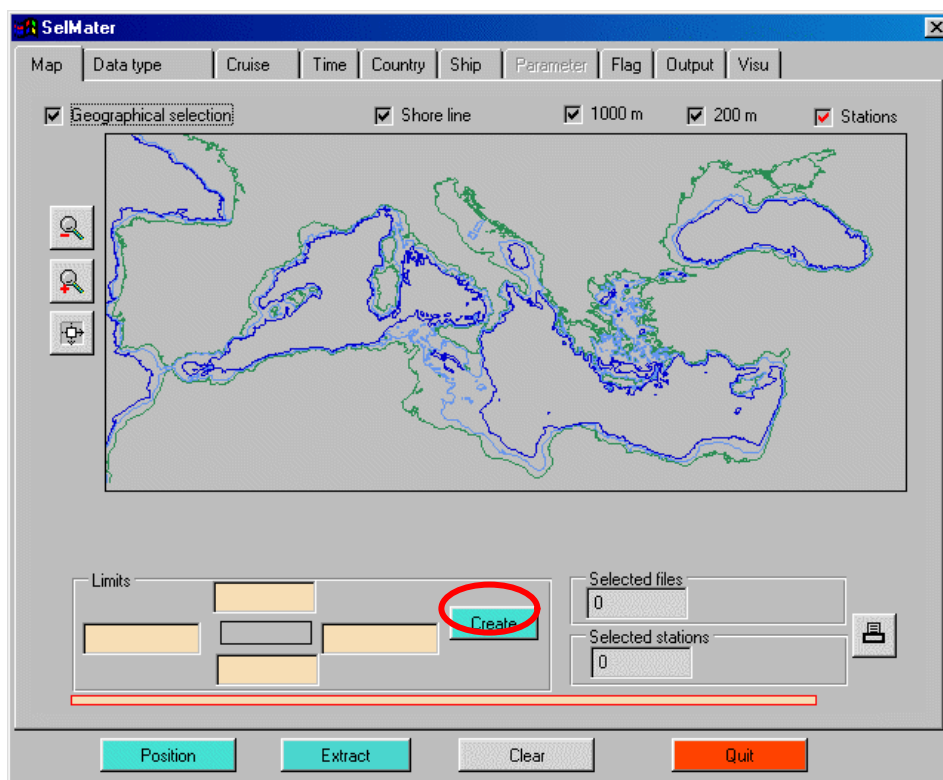 SelMater
Map Data type Cruise Time Country Ship Parameter Flag Output Visu
Geographical selection Shore line 1000 m 200 m Stations
Limits
Create
Selected files
0
Selected stations
0
Position Extract Clear Quit